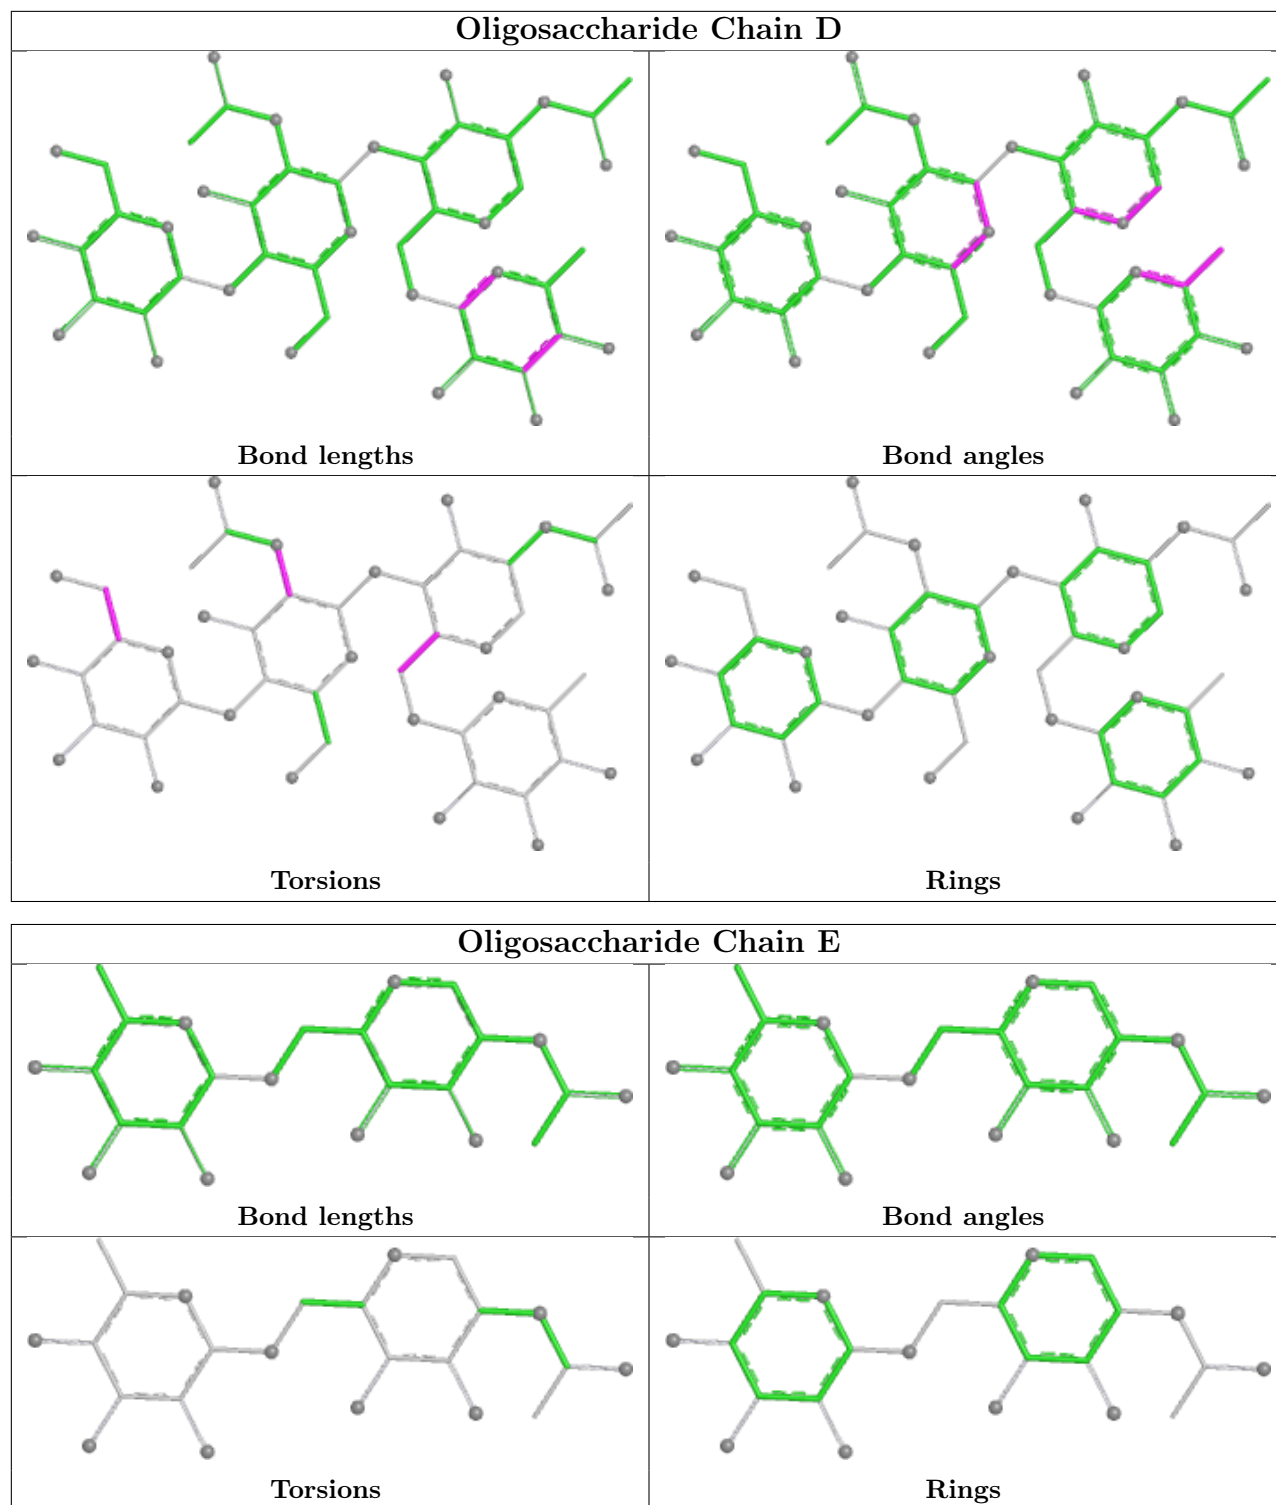 Oligosaccharide Chain D
Bond lengths
Bond angles
Torsions
Rings
Oligosaccharide Chain E
Bond lengths
Bond angles
Torsions
Rings